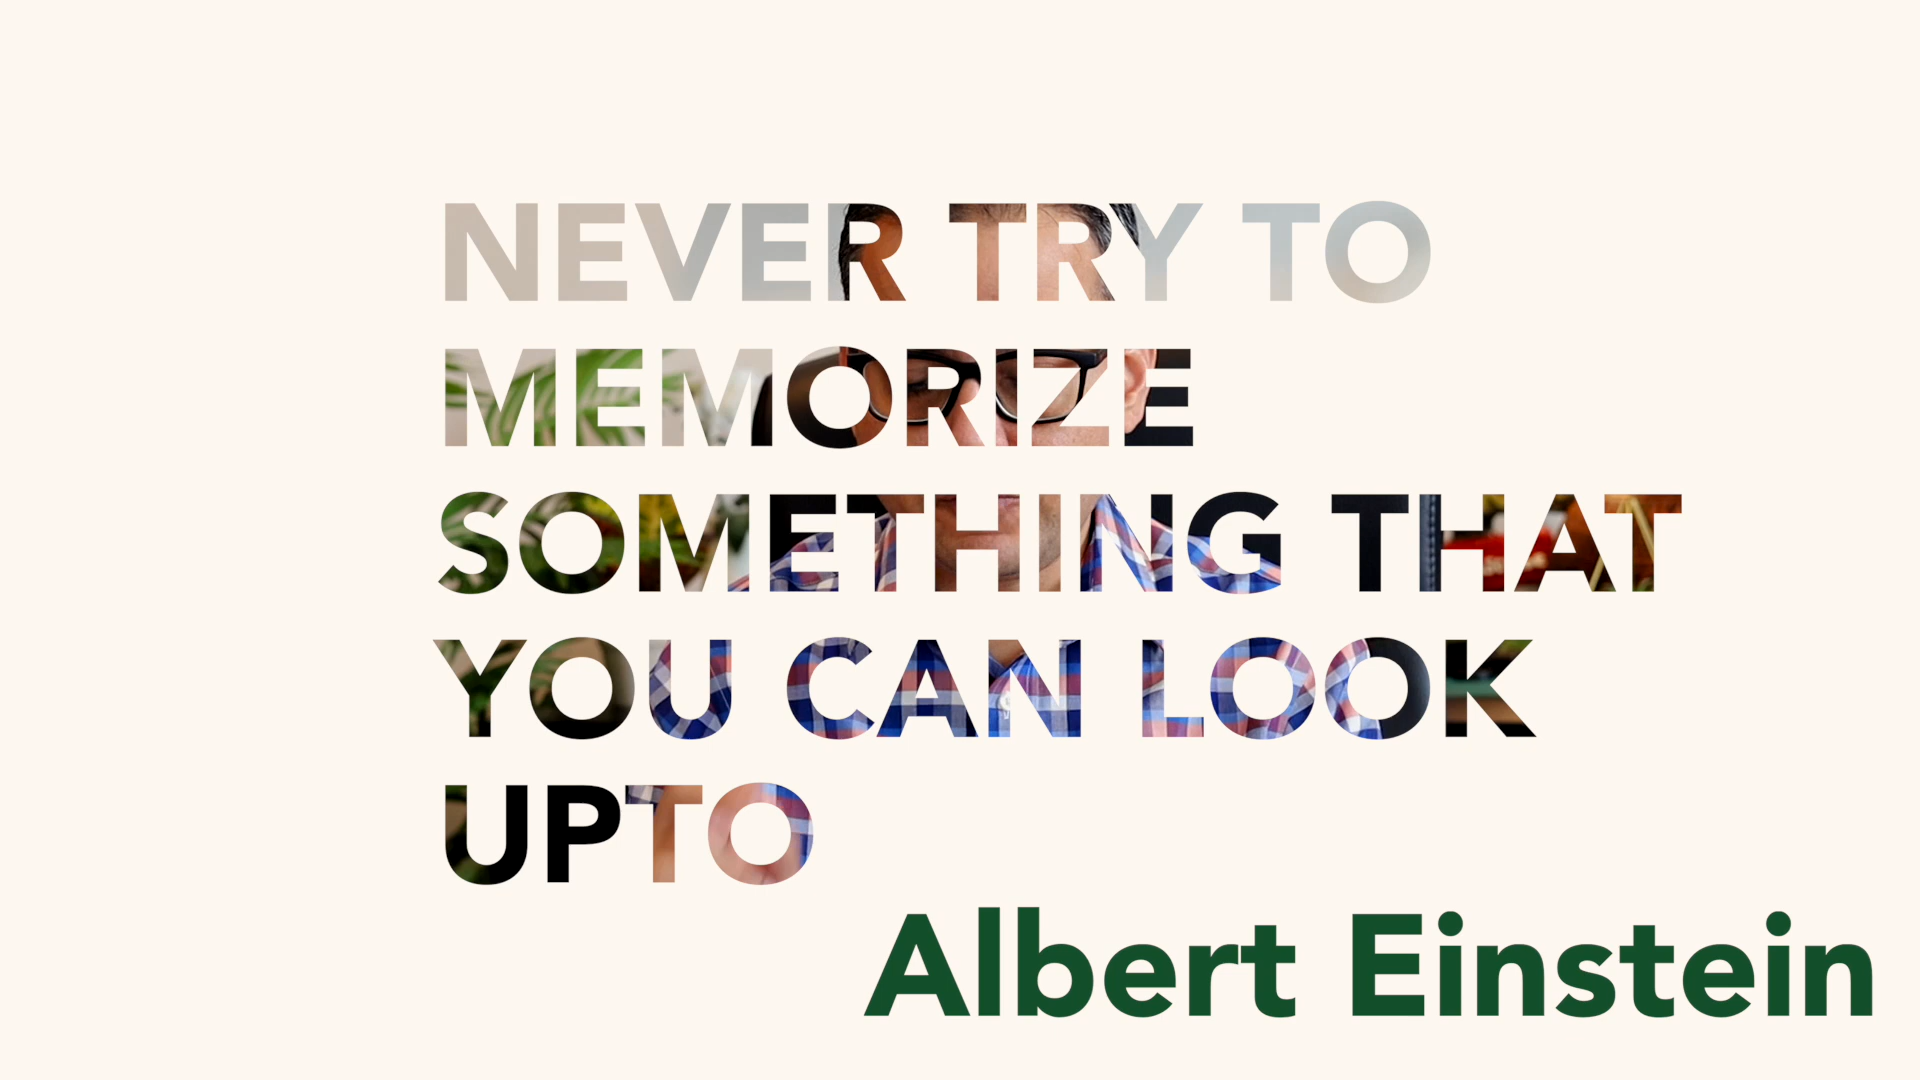 NEVER TRY TO
MEMORIZE
SOMETHING THAT
YOU CAN LOOK
UPTO
Albert Einstein